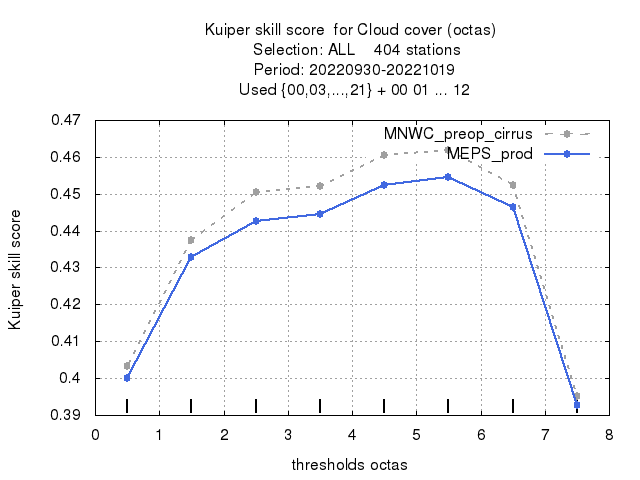 Kuiper skill score  for Cloud cover (octas)
Selection: ALL    404 stations
Period: 20220930-20221019
Used {00,03,...,21} + 00 01 ... 12
MNWC_preop_cirrus
MEPS_prod
Kuiper skill score
0.47
0.46
0.45
0.44
0.43
0.42
0.41
0.4
0.39
0 1 2 3 4 5 6 7 8
thresholds octas